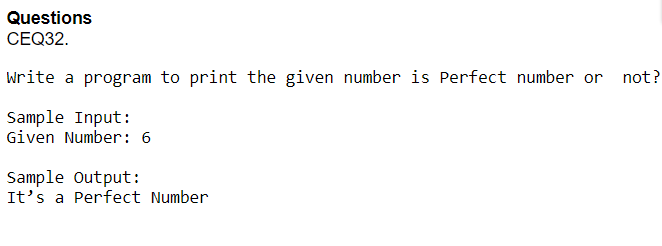 Questions
CEQ32.
Write a program to print the given number is Perfect number or  not?
Sample Input:
Given Number: 6
Sample Output:
It’s a Perfect Number